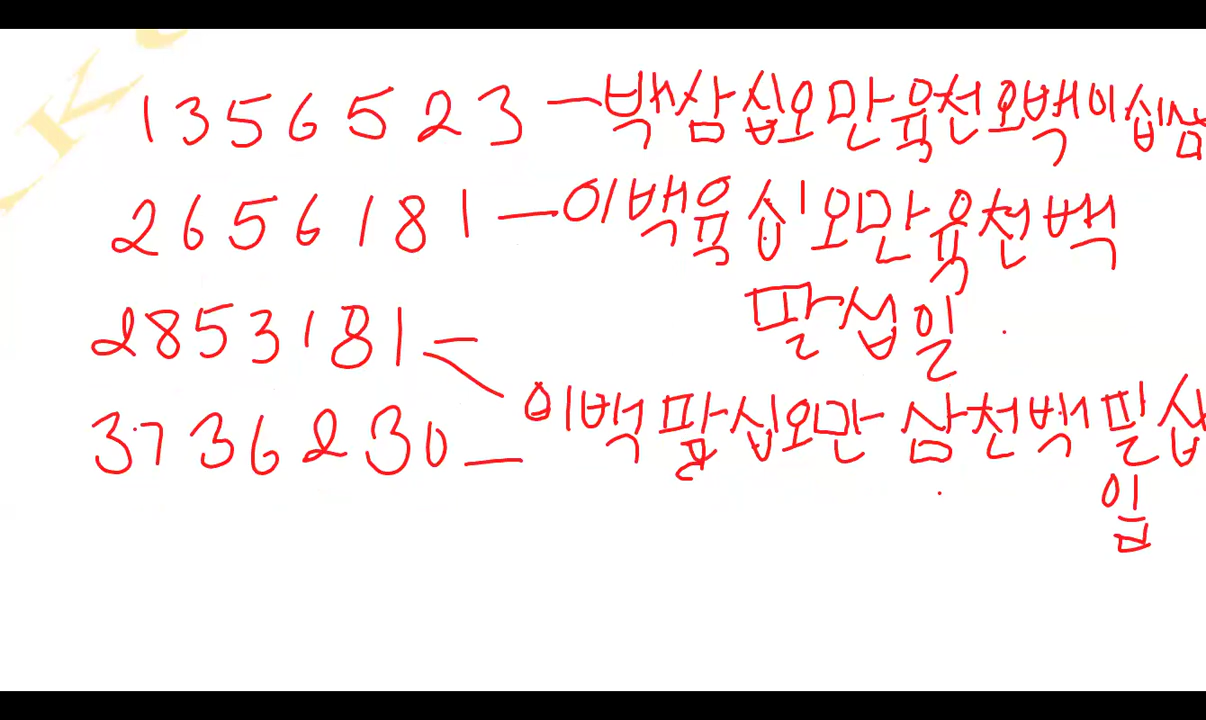 1356523 — 백삼십오만육천오백이십삼
2656181 — 이백육십오만육천백
팔십일
2853181 —
이백팔십오만삼천백팔십
3736230 —